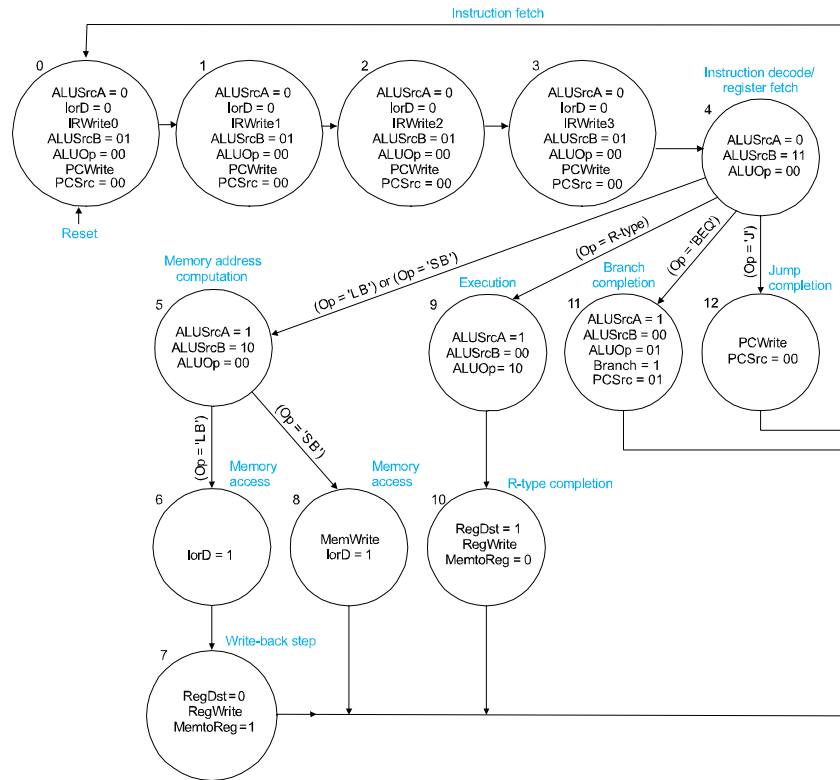 Instruction fetch
0
ALUSrcA = 0
IorD = 0
IRWrite0
ALUSrcB = 01
ALUOp = 00
PCWrite
PCSrc = 00
Reset
1
ALUSrcA = 0
IorD = 0
IRWrite1
ALUSrcB = 01
ALUOp = 00
PCWrite
PCSrc = 00
2
ALUSrcA = 0
IorD = 0
IRWrite2
ALUSrcB = 01
ALUOp = 00
PCWrite
PCSrc = 00
3
ALUSrcA = 0
IorD = 0
IRWrite3
ALUSrcB = 01
ALUOp = 00
PCWrite
PCSrc = 00
Instruction decode/
register fetch
4
ALUSrcA = 0
ALUSrcB = 11
ALUOp = 00
(Op = 'LB') or (Op = 'SB')
(Op = R-type)
(Op = 'BEQ')
(Op = 'J')
Memory address
computation
5
ALUSrcA = 1
ALUSrcB = 10
ALUOp = 00
Execution
9
ALUSrcA =1
ALUSrcB = 00
ALUOp= 10
Branch
completion
11
ALUSrcA = 1
ALUSrcB = 00
ALUOp = 01
Branch = 1
PCSrc = 01
Jump
completion
12
PCWrite
PCSrc = 00
(Op = 'LB')
(Op = 'SB')
Memory
access
6
IorD = 1
Memory
access
8
MemWrite
IorD = 1
R-type completion
10
RegDst = 1
RegWrite
MemtoReg = 0
Write-back step
7
RegDst = 0
RegWrite
MemtoReg = 1